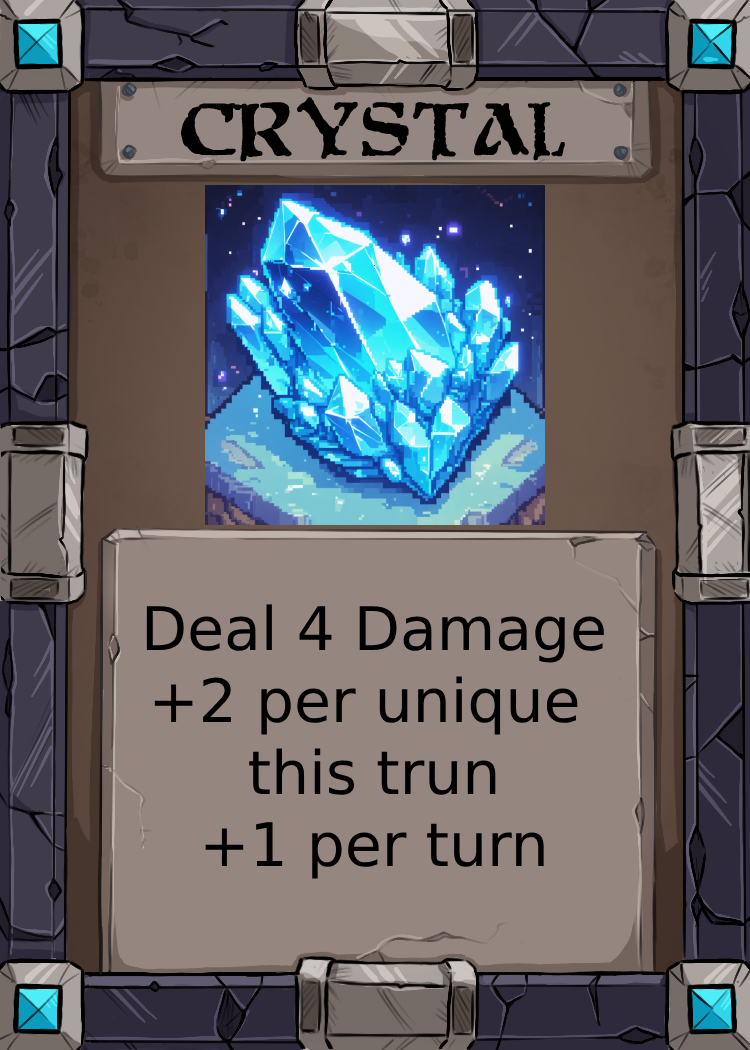 CRYSTAL
Deal 4 Damage
+2 per unique
this trun
+1 per turn